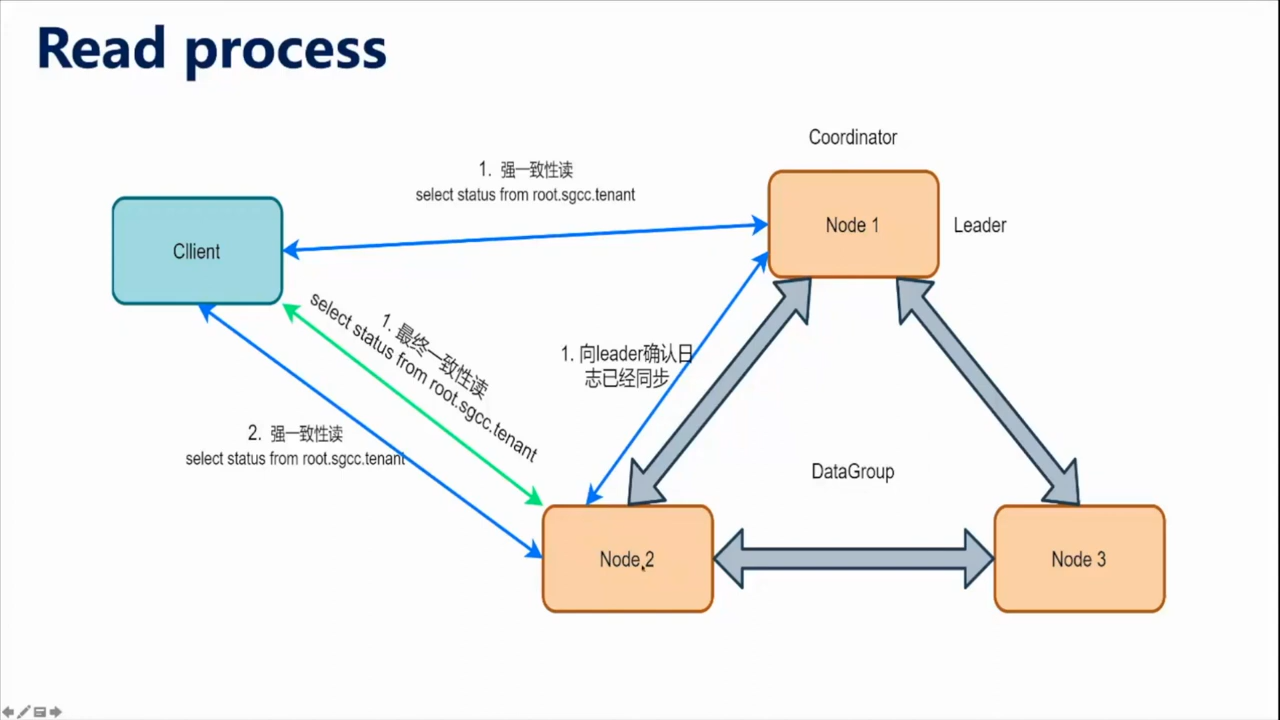 Read process
Coordinator
1. 强一致性读
select status from root.sgcc.tenant
Node 1
Leader
Cllient
1. 最终一致性读
select status from root.sgcc.tenant
1. 向leader确认日
志已经同步
2. 强一致性读
select status from root.sgcc.tenant
DataGroup
Node 2
Node 3